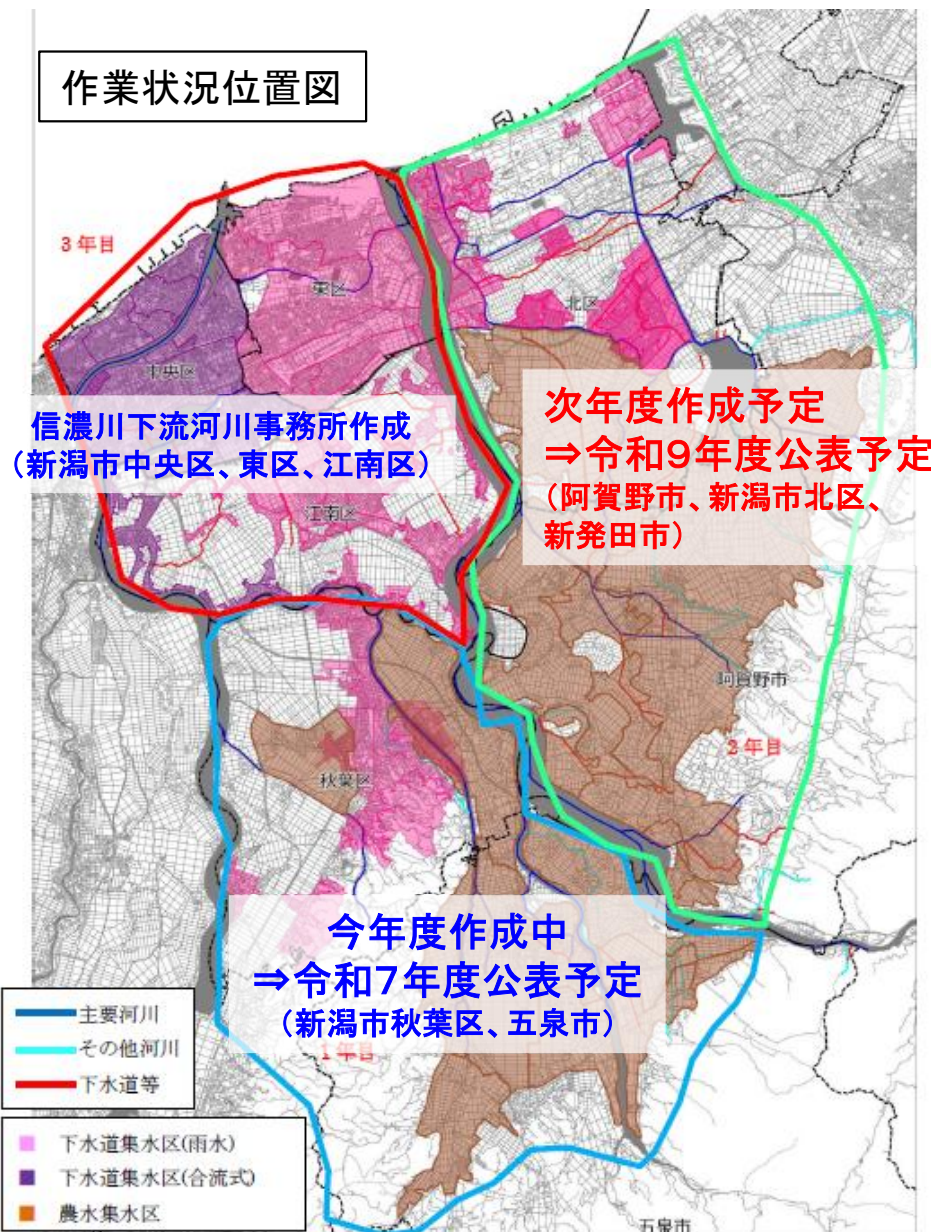 作業状況位置図
3年目
東区
北区
中央区
信濃川下流河川事務所作成
（新潟市中央区、東区、江南区）
次年度作成予定
⇒令和9年度公表予定
（阿賀野市、新潟市北区、
新発田市）
江南区
阿賀野市
2年目
秋葉区
今年度作成中
⇒令和7年度公表予定
（新潟市秋葉区、五泉市）
1年目
主要河川
その他河川
下水道等
下水道集水区(雨水)
下水道集水区(合流式)
農水集水区
五泉市